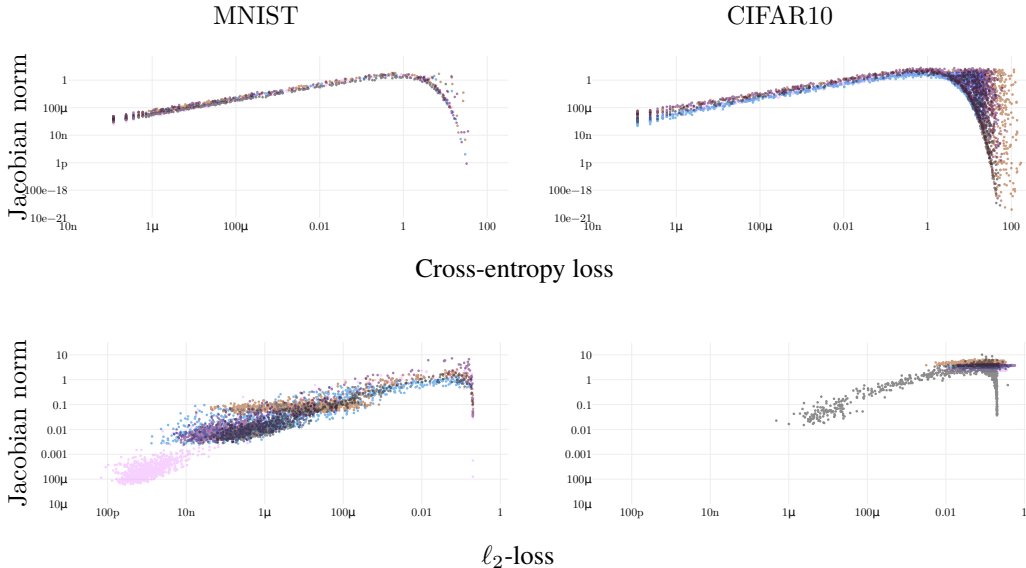 MNIST
CIFAR10
Jacobian norm
1
100μ
10n
1p
100e−18
10e−21
10n
1μ
100μ
0.01
1
100
1
100μ
10n
1p
100e−18
10e−21
10n
1μ
100μ
0.01
1
100
Cross-entropy loss
Jacobian norm
10
1
0.1
0.01
0.001
100μ
10μ
100p
10n
1μ
100μ
0.01
1
10
1
0.1
0.01
0.001
100μ
10μ
100p
10n
1μ
100μ
0.01
1
ℓ2-loss